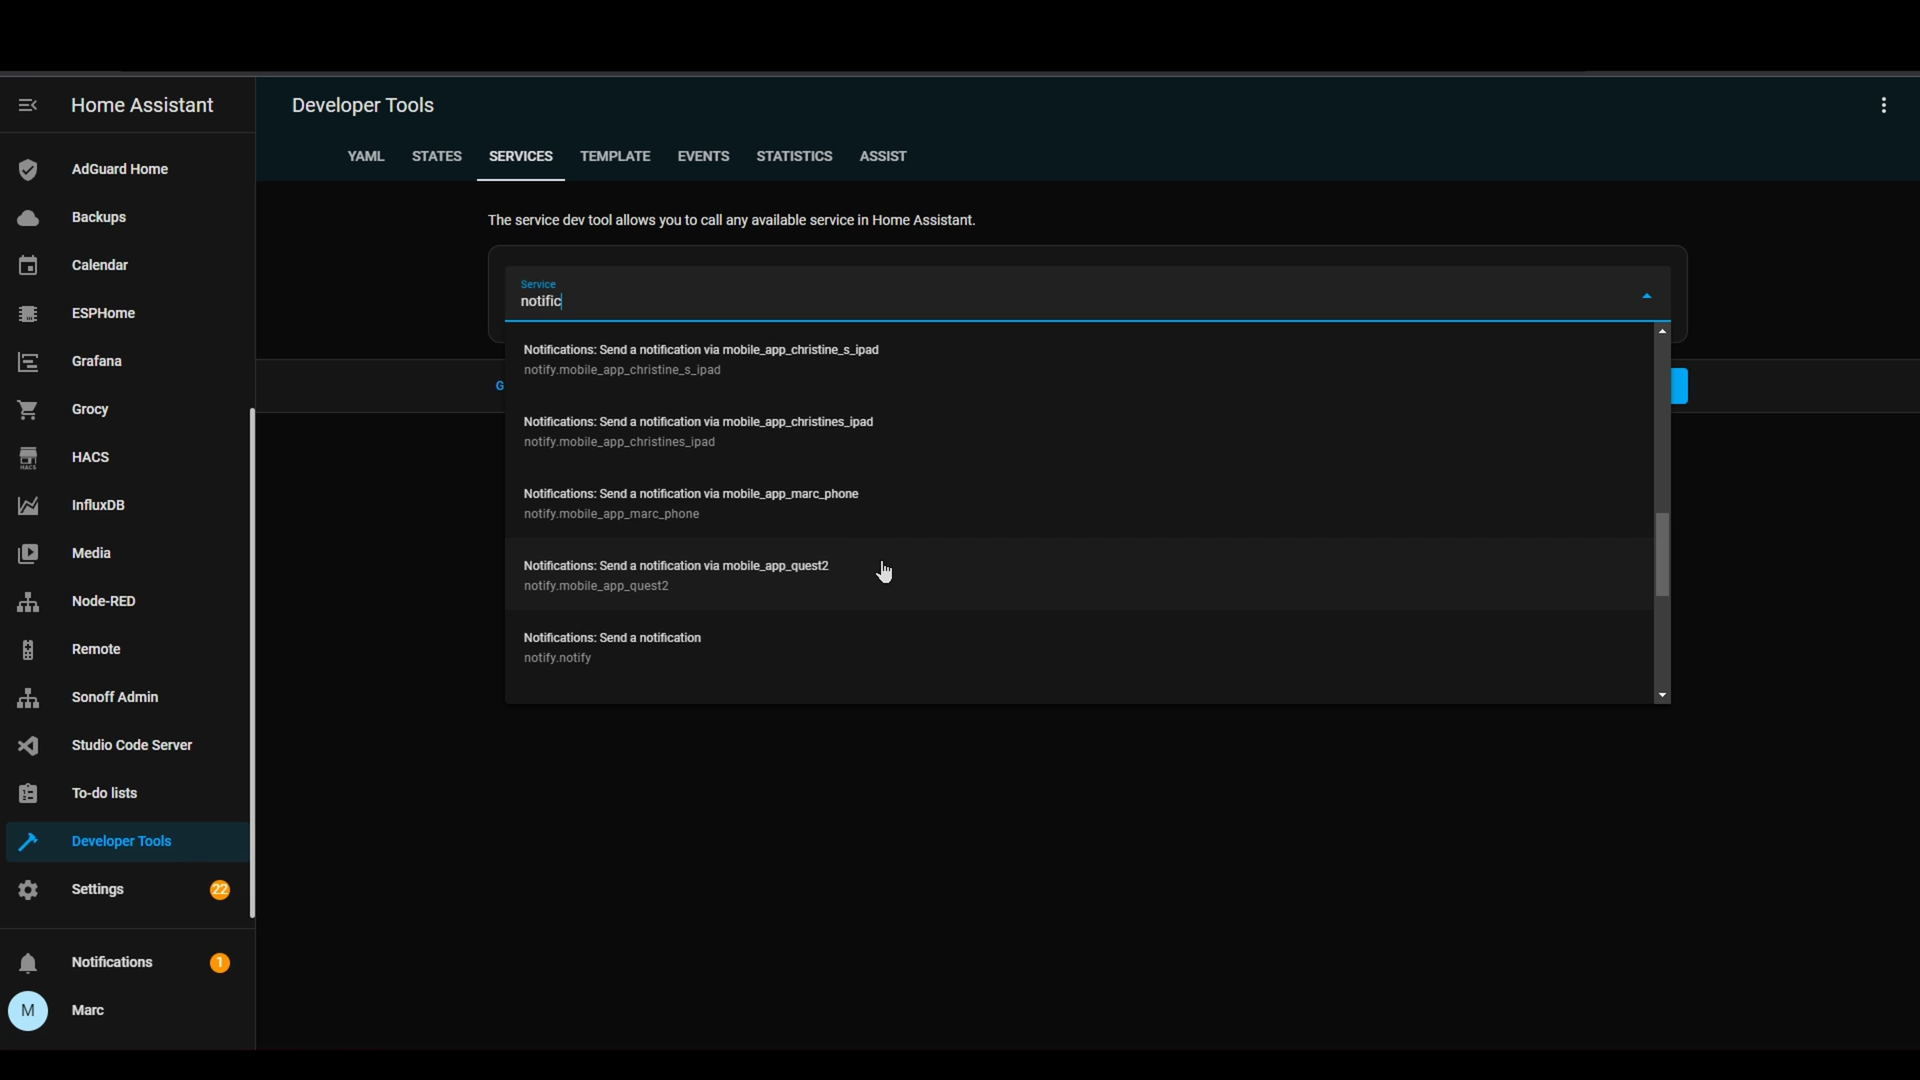 Home Assistant
AdGuard Home
Backups
Calendar
ESPHome
Grafana
Grocy
HACS
HACS
InfluxDB
Media
Node-RED
Remote
Sonoff Admin
Studio Code Server
To-do lists
Developer Tools
Settings 22
Notifications 1
M Marc
Developer Tools
YAML STATES SERVICES TEMPLATE EVENTS STATISTICS ASSIST
The service dev tool allows you to call any available service in Home Assistant.
Service
notific
G
Notifications: Send a notification via mobile_app_christine_s_ipad
notify.mobile_app_christine_s_ipad
Notifications: Send a notification via mobile_app_christines_ipad
notify.mobile_app_christines_ipad
Notifications: Send a notification via mobile_app_marc_phone
notify.mobile_app_marc_phone
Notifications: Send a notification via mobile_app_quest2
notify.mobile_app_quest2
Notifications: Send a notification
notify.notify